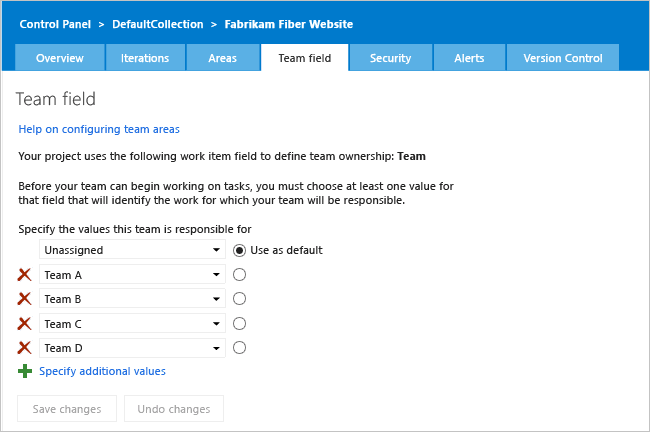 Control Panel > DefaultCollection > Fabrikam Fiber Website
Overview Iterations Areas Team field Security Alerts Version Control
Team field
Help on configuring team areas
Your project uses the following work item field to define team ownership: Team
Before your team can begin working on tasks, you must choose at least one value for
that field that will identify the work for which your team will be responsible.
Specify the values this team is responsible for
Unassigned Use as default
Team A
Team B
Team C
Team D
Specify additional values
Save changes Undo changes